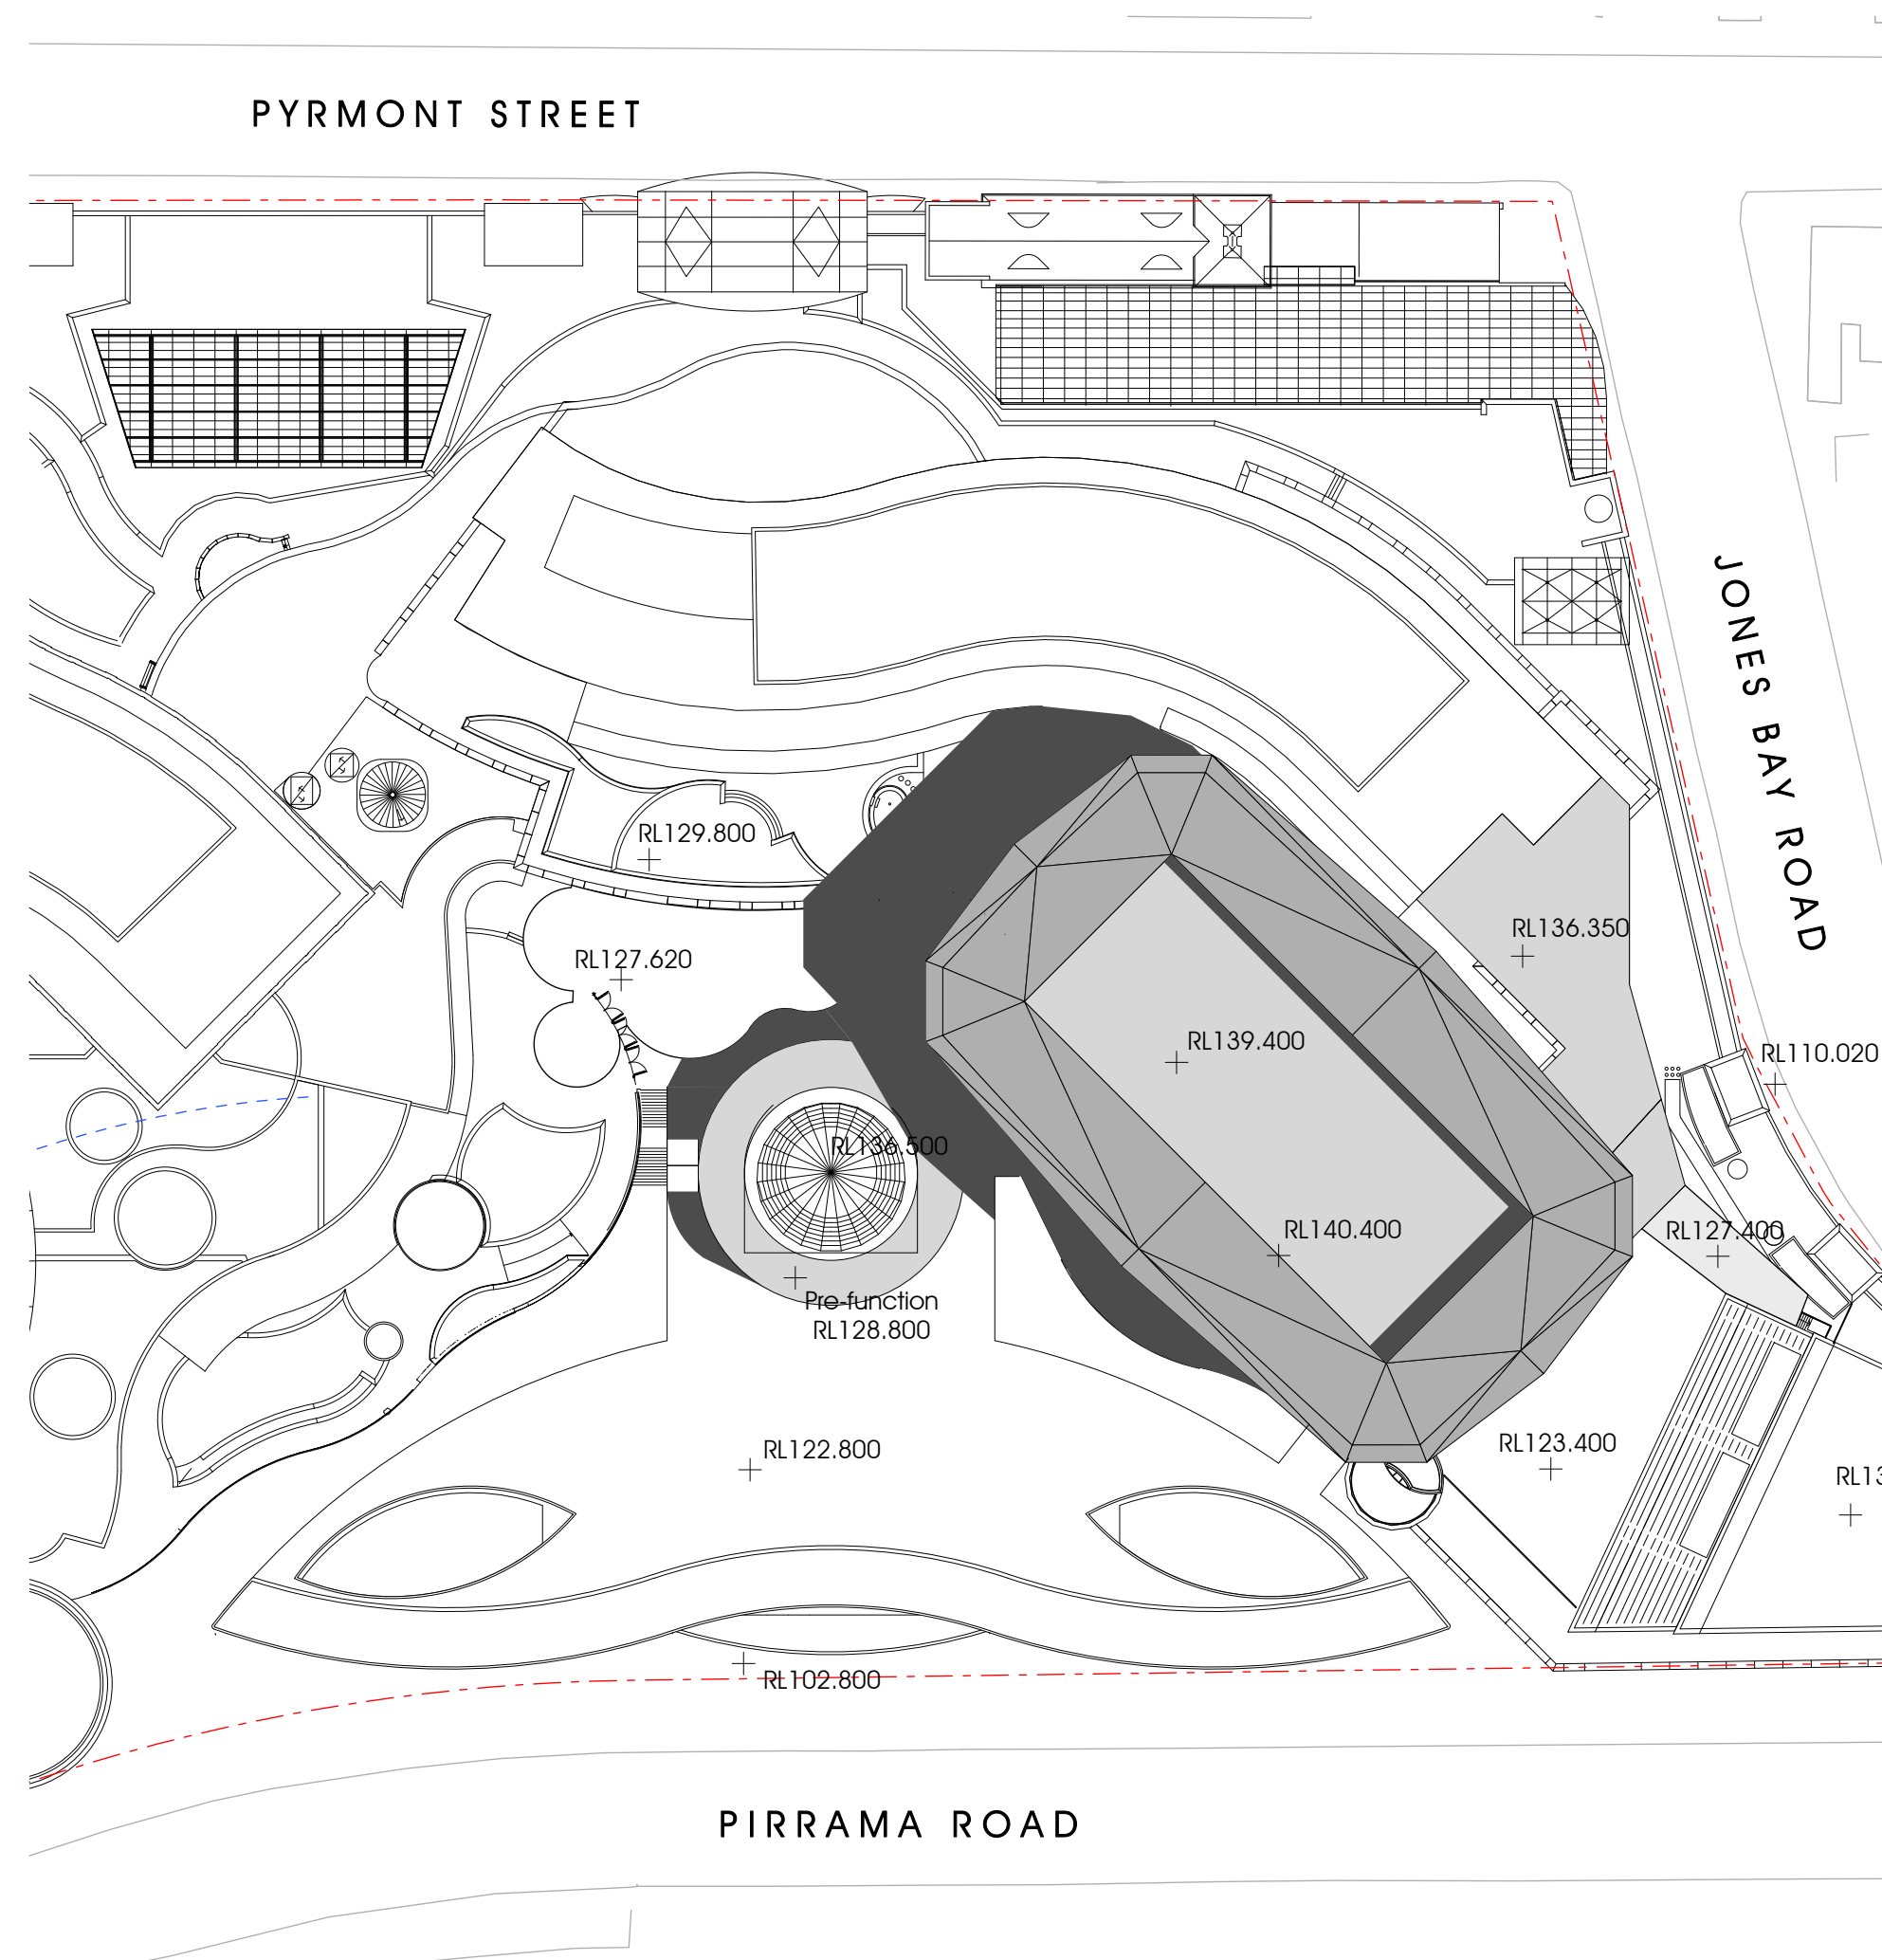 PYRMONT STREET
JONES BAY ROAD
RL129.800
RL136.350
RL127.620
RL139.400
RL110.020
RL136.500
RL140.400
RL127.400
Pre-function
RL128.800
RL123.400
RL122.800
RL13
RL102.800
PIRRAMA ROAD